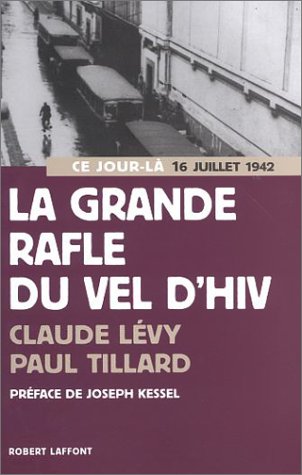 CE JOUR-LÀ 16 JUILLET 1942
LA GRANDE
RAFLE
DU VEL D'HIV
CLAUDE LÉVY
PAUL TILLARD
PRÉFACE DE JOSEPH KESSEL
ROBERT LAFFONT